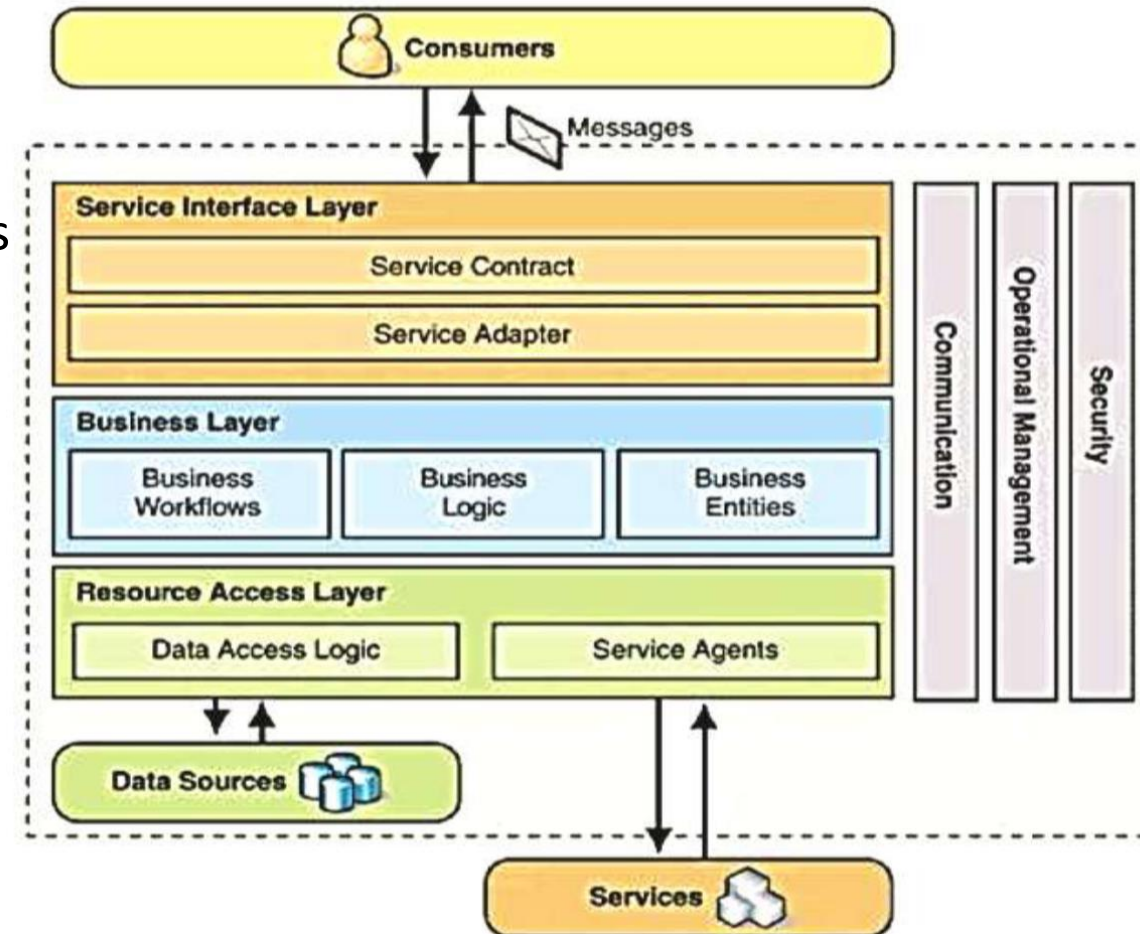 Consumers
Messages
s
Service Interface Layer
Service Contract
Service Adapter
Business Layer
Business
Workflows
Business
Logic
Business
Entities
Resource Access Layer
Data Access Logic
Service Agents
Data Sources
Services
Communication
Operational Management
Security